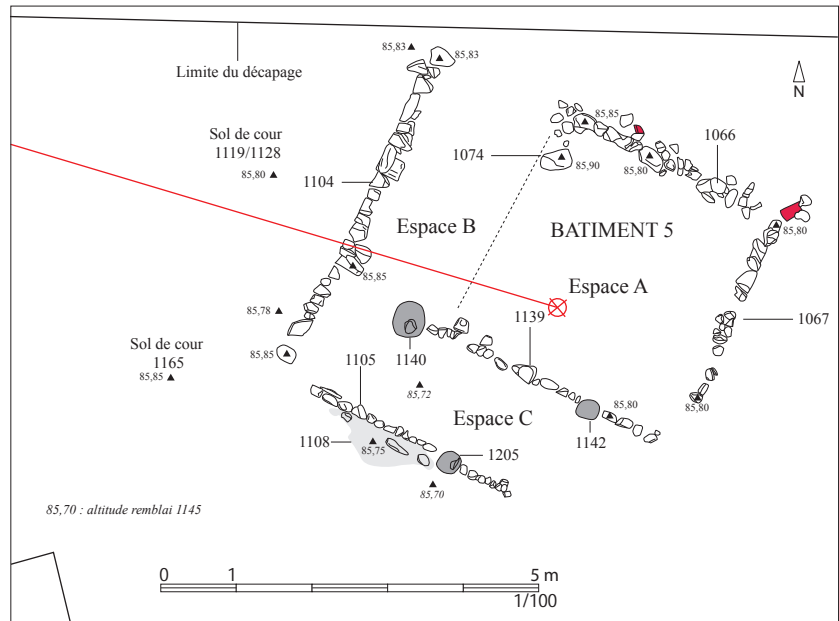 85,83
85,83
Limite du décapage
N
Sol de cour
1119/1128
85,80
1104
1074
85,85
85,90
85,80
1066
Espace B
BATIMENT 5
85,80
85,85
Espace A
85,78
1139
1067
Sol de cour
1165
85,85
85,85
1105
1140
85,72
85,80
85,80
Espace C
1142
1108
85,75
1205
85,70
85,70 : altitude remblai 1145
0 1 5 m
1/100